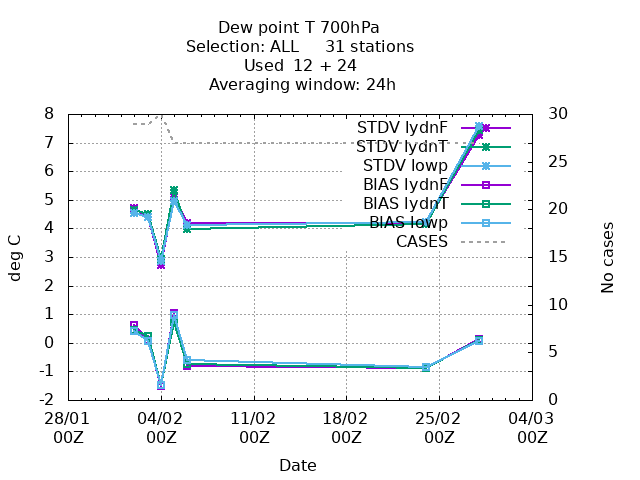 Dew point T 700hPa
Selection: ALL 31 stations
Used 12 + 24
Averaging window: 24h
STDV lydnF
STDV lydnT
STDV lowp
BIAS lydnF
BIAS lydnT
BIAS lowp
CASES
deg C
8
7
6
5
4
3
2
1
0
-1
-2
No cases
30
25
20
15
10
5
0
28/01 04/02 11/02 18/02 25/02 04/03
00Z 00Z 00Z 00Z 00Z 00Z
Date